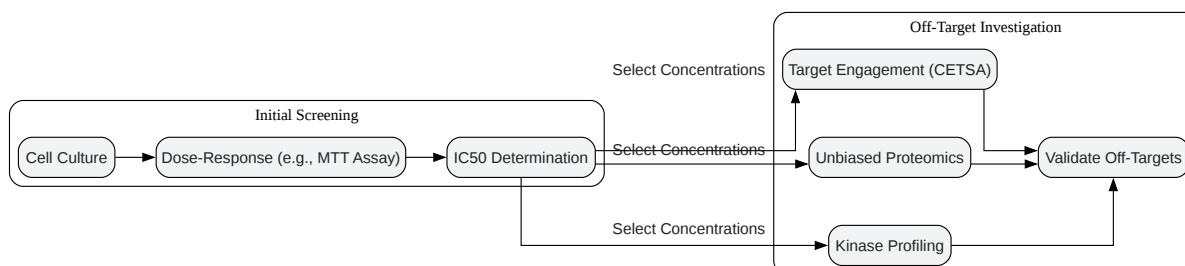 Off-Target Investigation
Select Concentrations
Target Engagement (CETSA)
Initial Screening
Cell Culture
Dose-Response (e.g., MTT Assay)
IC50 Determination
Select Concentrations
Unbiased Proteomics
Validate Off-Targets
Select Concentrations
Kinase Profiling